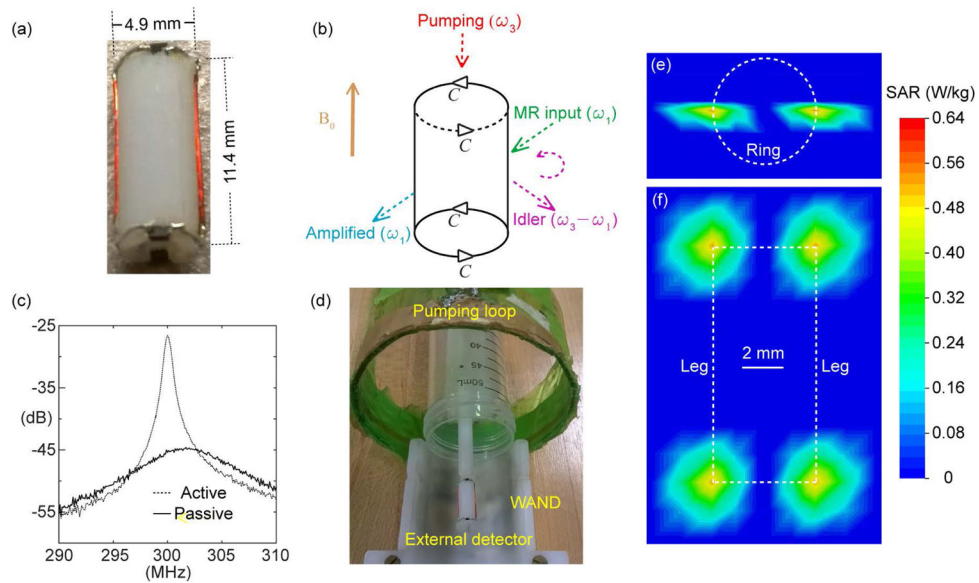 (a)
4.9 mm
11.4 mm
(b)
Pumping (ω₃)
B₀
C
C
MR input (ω₁)
Amplified (ω₁)
Idler (ω₃−ω₁)
C
C
(c)
-25
-35
(dB)
-45
-55
Active
Passive
290 295 300 305 310
(MHz)
(d)
Pumping loop
40
45
50mL
WAND
External detector
(e)
Ring
(f)
Leg
2 mm
Leg
SAR (W/kg)
0.64
0.56
0.48
0.40
0.32
0.24
0.16
0.08
0